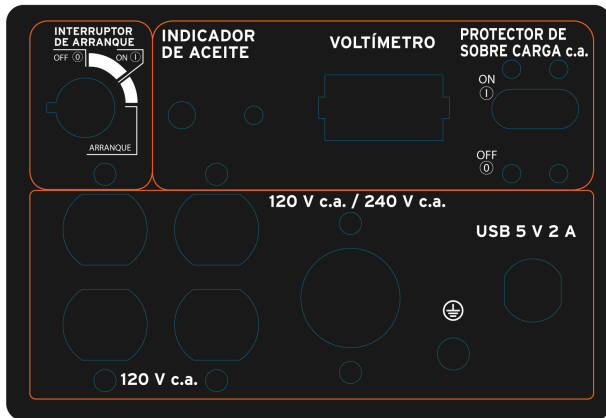 INTERRUPTOR
DE ARRANQUE
OFF ⓪ ON Ⓘ
ARRANQUE
INDICADOR
DE ACEITE
VOLTÍMETRO
PROTECTOR DE
SOBRE CARGA c.a.
ON
Ⓘ
OFF
⓪
120 V c.a. / 240 V c.a.
USB 5 V 2 A
120 V c.a.